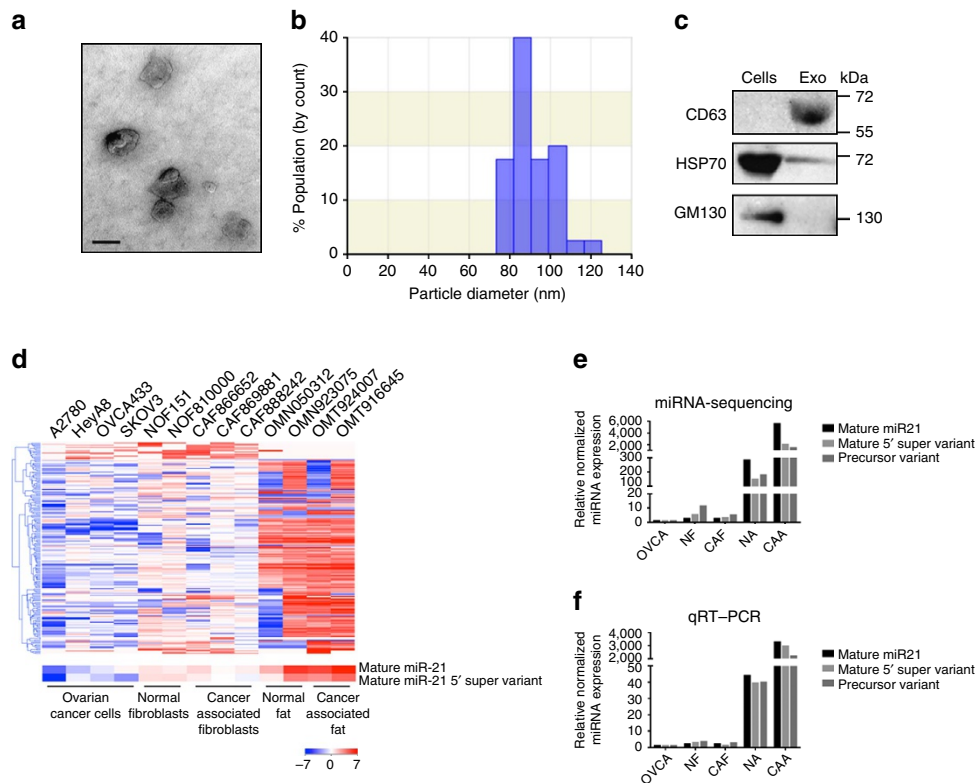 a
b
40
30
20
10
0
% Population (by count)
0 20 40 60 80 100 120 140
Particle diameter (nm)
c
Cells Exo kDa
CD63
72
55
HSP70
72
GM130
130
d
A2780
HeyA8
OVCA433
SKOV3
NOF151
NOF810000
CAF866652
CAF869881
CAF888242
OMN050312
OMN923075
OMT924007
OMT916645
Mature miR-21
Mature miR-21 5′ super variant
Ovarian
cancer cells
Normal
fibroblasts
Cancer
associated
fibroblasts
Normal
fat
Cancer
associated
fat
−7 0 7
e
miRNA-sequencing
Relative normalized
miRNA expression
6,000
4,000
2,000
300
200
100
20
10
0
OVCA NF CAF NA CAA
Mature miR21
Mature 5′ super variant
Precursor variant
f
qRT–PCR
Relative normalized
miRNA expression
4,000
3,000
2,000
50
40
30
20
10
0
OVCA NF CAF NA CAA
Mature miR21
Mature 5′ super variant
Precursor variant